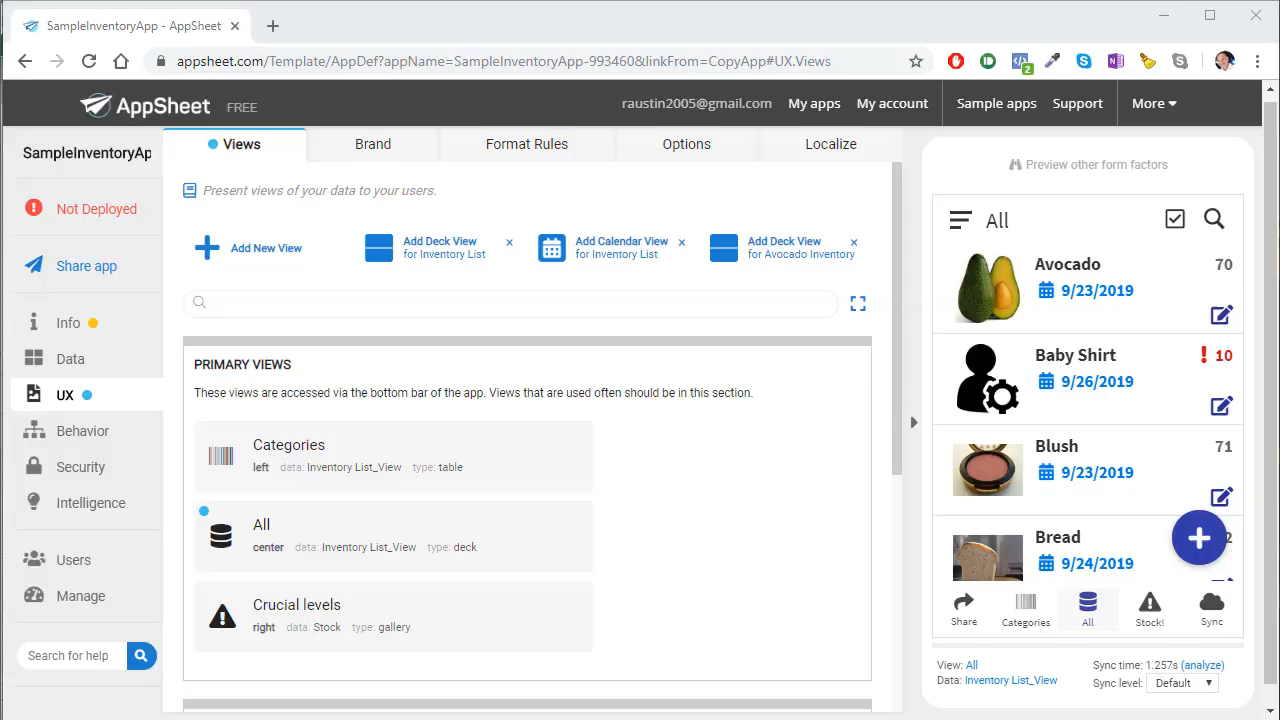 SampleInventoryApp - AppSheet
appsheet.com/Template/AppDef?appName=SampleInventoryApp-993460&linkFrom=CopyApp#UX.Views
2
AppSheet FREE
raustin2005@gmail.com My apps My account Sample apps Support More
SampleInventoryAp
Not Deployed
Share app
Info
Data
UX
Behavior
Security
Intelligence
Users
Manage
Search for help
Views Brand Format Rules Options Localize
Present views of your data to your users.
Add New View
Add Deck View
for Inventory List
Add Calendar View
for Inventory List
Add Deck View
for Avocado Inventory
PRIMARY VIEWS
These views are accessed via the bottom bar of the app. Views that are used often should be in this section.
Categories
left data: Inventory List_View type: table
All
center data: Inventory List_View type: deck
Crucial levels
right data: Stock type: gallery
Preview other form factors
All
Avocado 70
9/23/2019
Baby Shirt 10
9/26/2019
Blush 71
9/23/2019
Bread 2
9/24/2019
Share Categories All Stock! Sync
View: All
Data: Inventory List_View
Sync time: 1.257s (analyze)
Sync level: Default